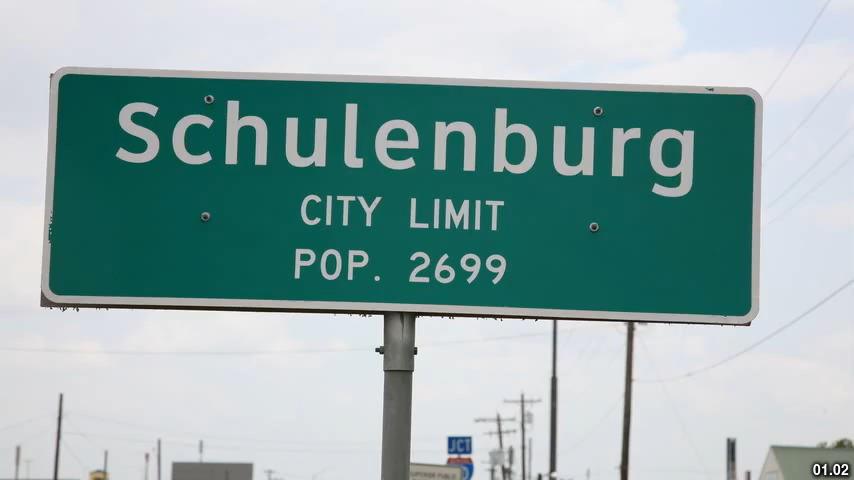 Schulenburg
CITY LIMIT
POP. 2699
JCT
01.02